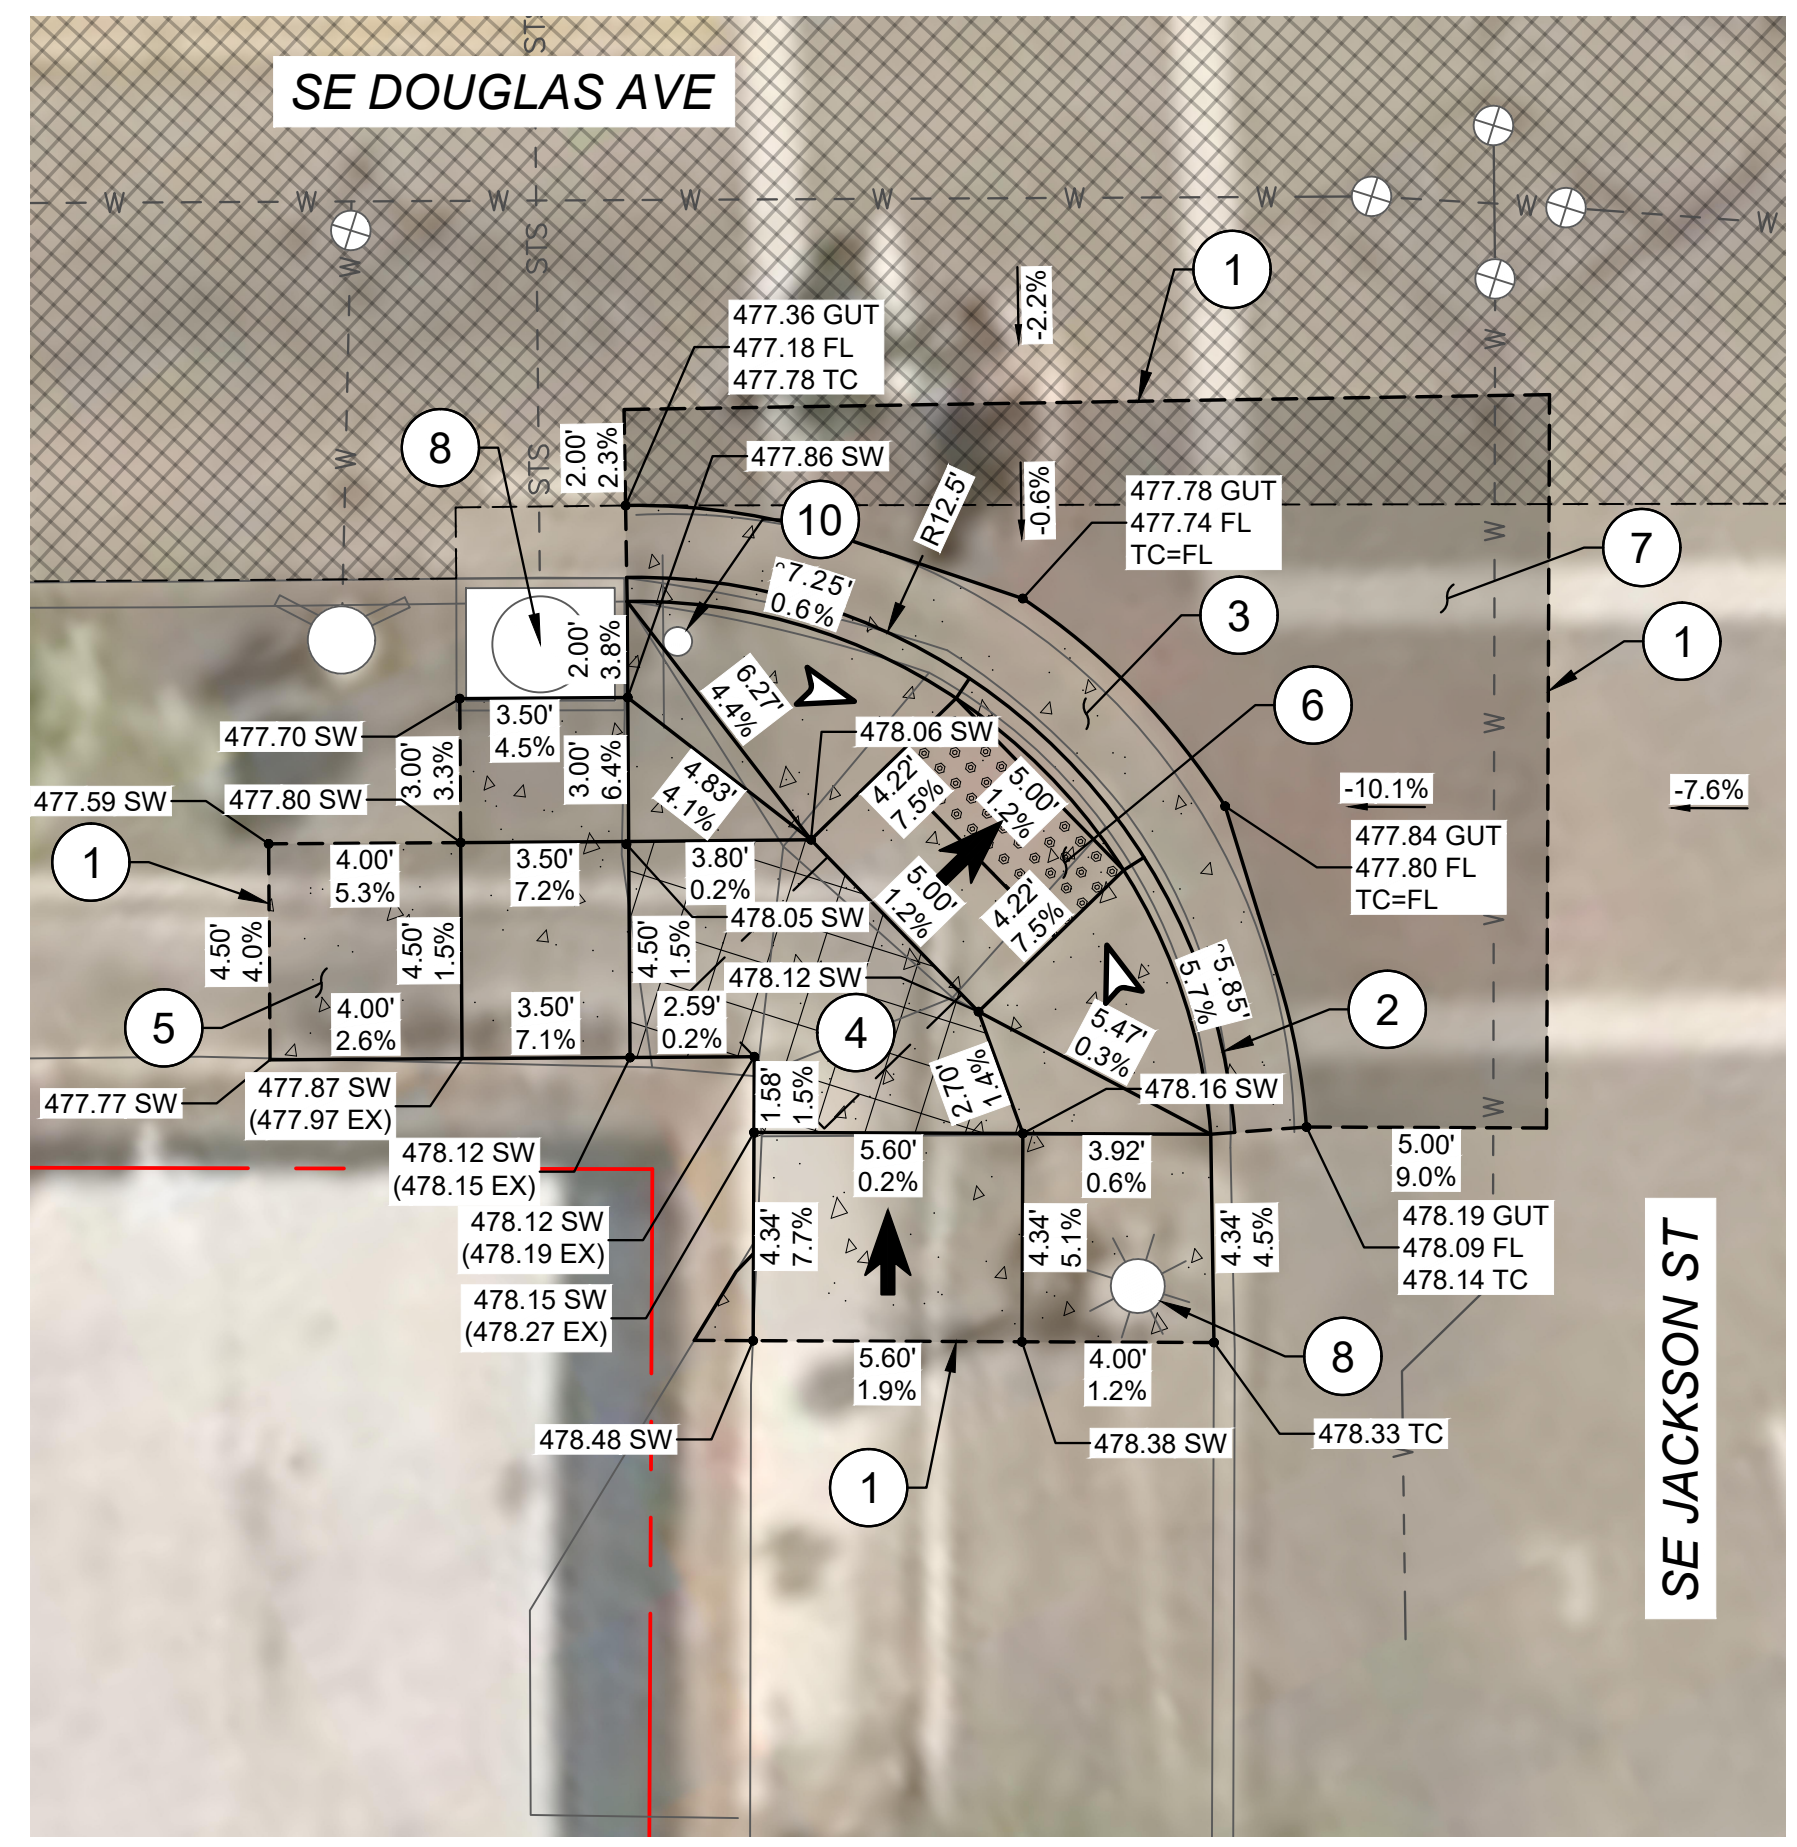 STS
SE DOUGLAS AVE
W
W
W
W
W
W
W
W
W
W
W
STS
STS
1
-2.2%
477.36 GUT
477.18 FL
477.78 TC
8
2.00'
2.3%
477.86 SW
10
R12.5'
-0.6%
477.78 GUT
477.74 FL
TC=FL
W
7
7.25'
0.6%
3
1
2.00'
3.8%
6.27'
4.4%
6
W
477.70 SW
3.50'
4.5%
478.06 SW
3.00'
3.3%
3.00'
6.4%
4.83'
4.1%
4.22'
7.5%
5.00'
1.2%
-10.1%
-7.6%
477.59 SW
477.80 SW
1
4.00'
5.3%
3.50'
7.2%
3.80'
0.2%
477.84 GUT
477.80 FL
TC=FL
W
5.00'
1.2%
4.22'
7.5%
478.05 SW
4.50'
4.0%
4.50'
1.5%
4.50'
1.5%
478.12 SW
5.85'
5.7%
5
4.00'
2.6%
3.50'
7.1%
2.59'
0.2%
4
5.47'
0.3%
2
477.77 SW
477.87 SW
(477.97 EX)
1.58'
1.5%
2.70'
1.4%
478.16 SW
W
478.12 SW
(478.15 EX)
5.60'
0.2%
3.92'
0.6%
5.00'
9.0%
478.12 SW
(478.19 EX)
4.34'
7.7%
4.34'
5.1%
4.34'
4.5%
478.19 GUT
478.09 FL
478.14 TC
478.15 SW
(478.27 EX)
5.60'
1.9%
4.00'
1.2%
8
478.48 SW
478.38 SW
478.33 TC
W
1
SE JACKSON ST